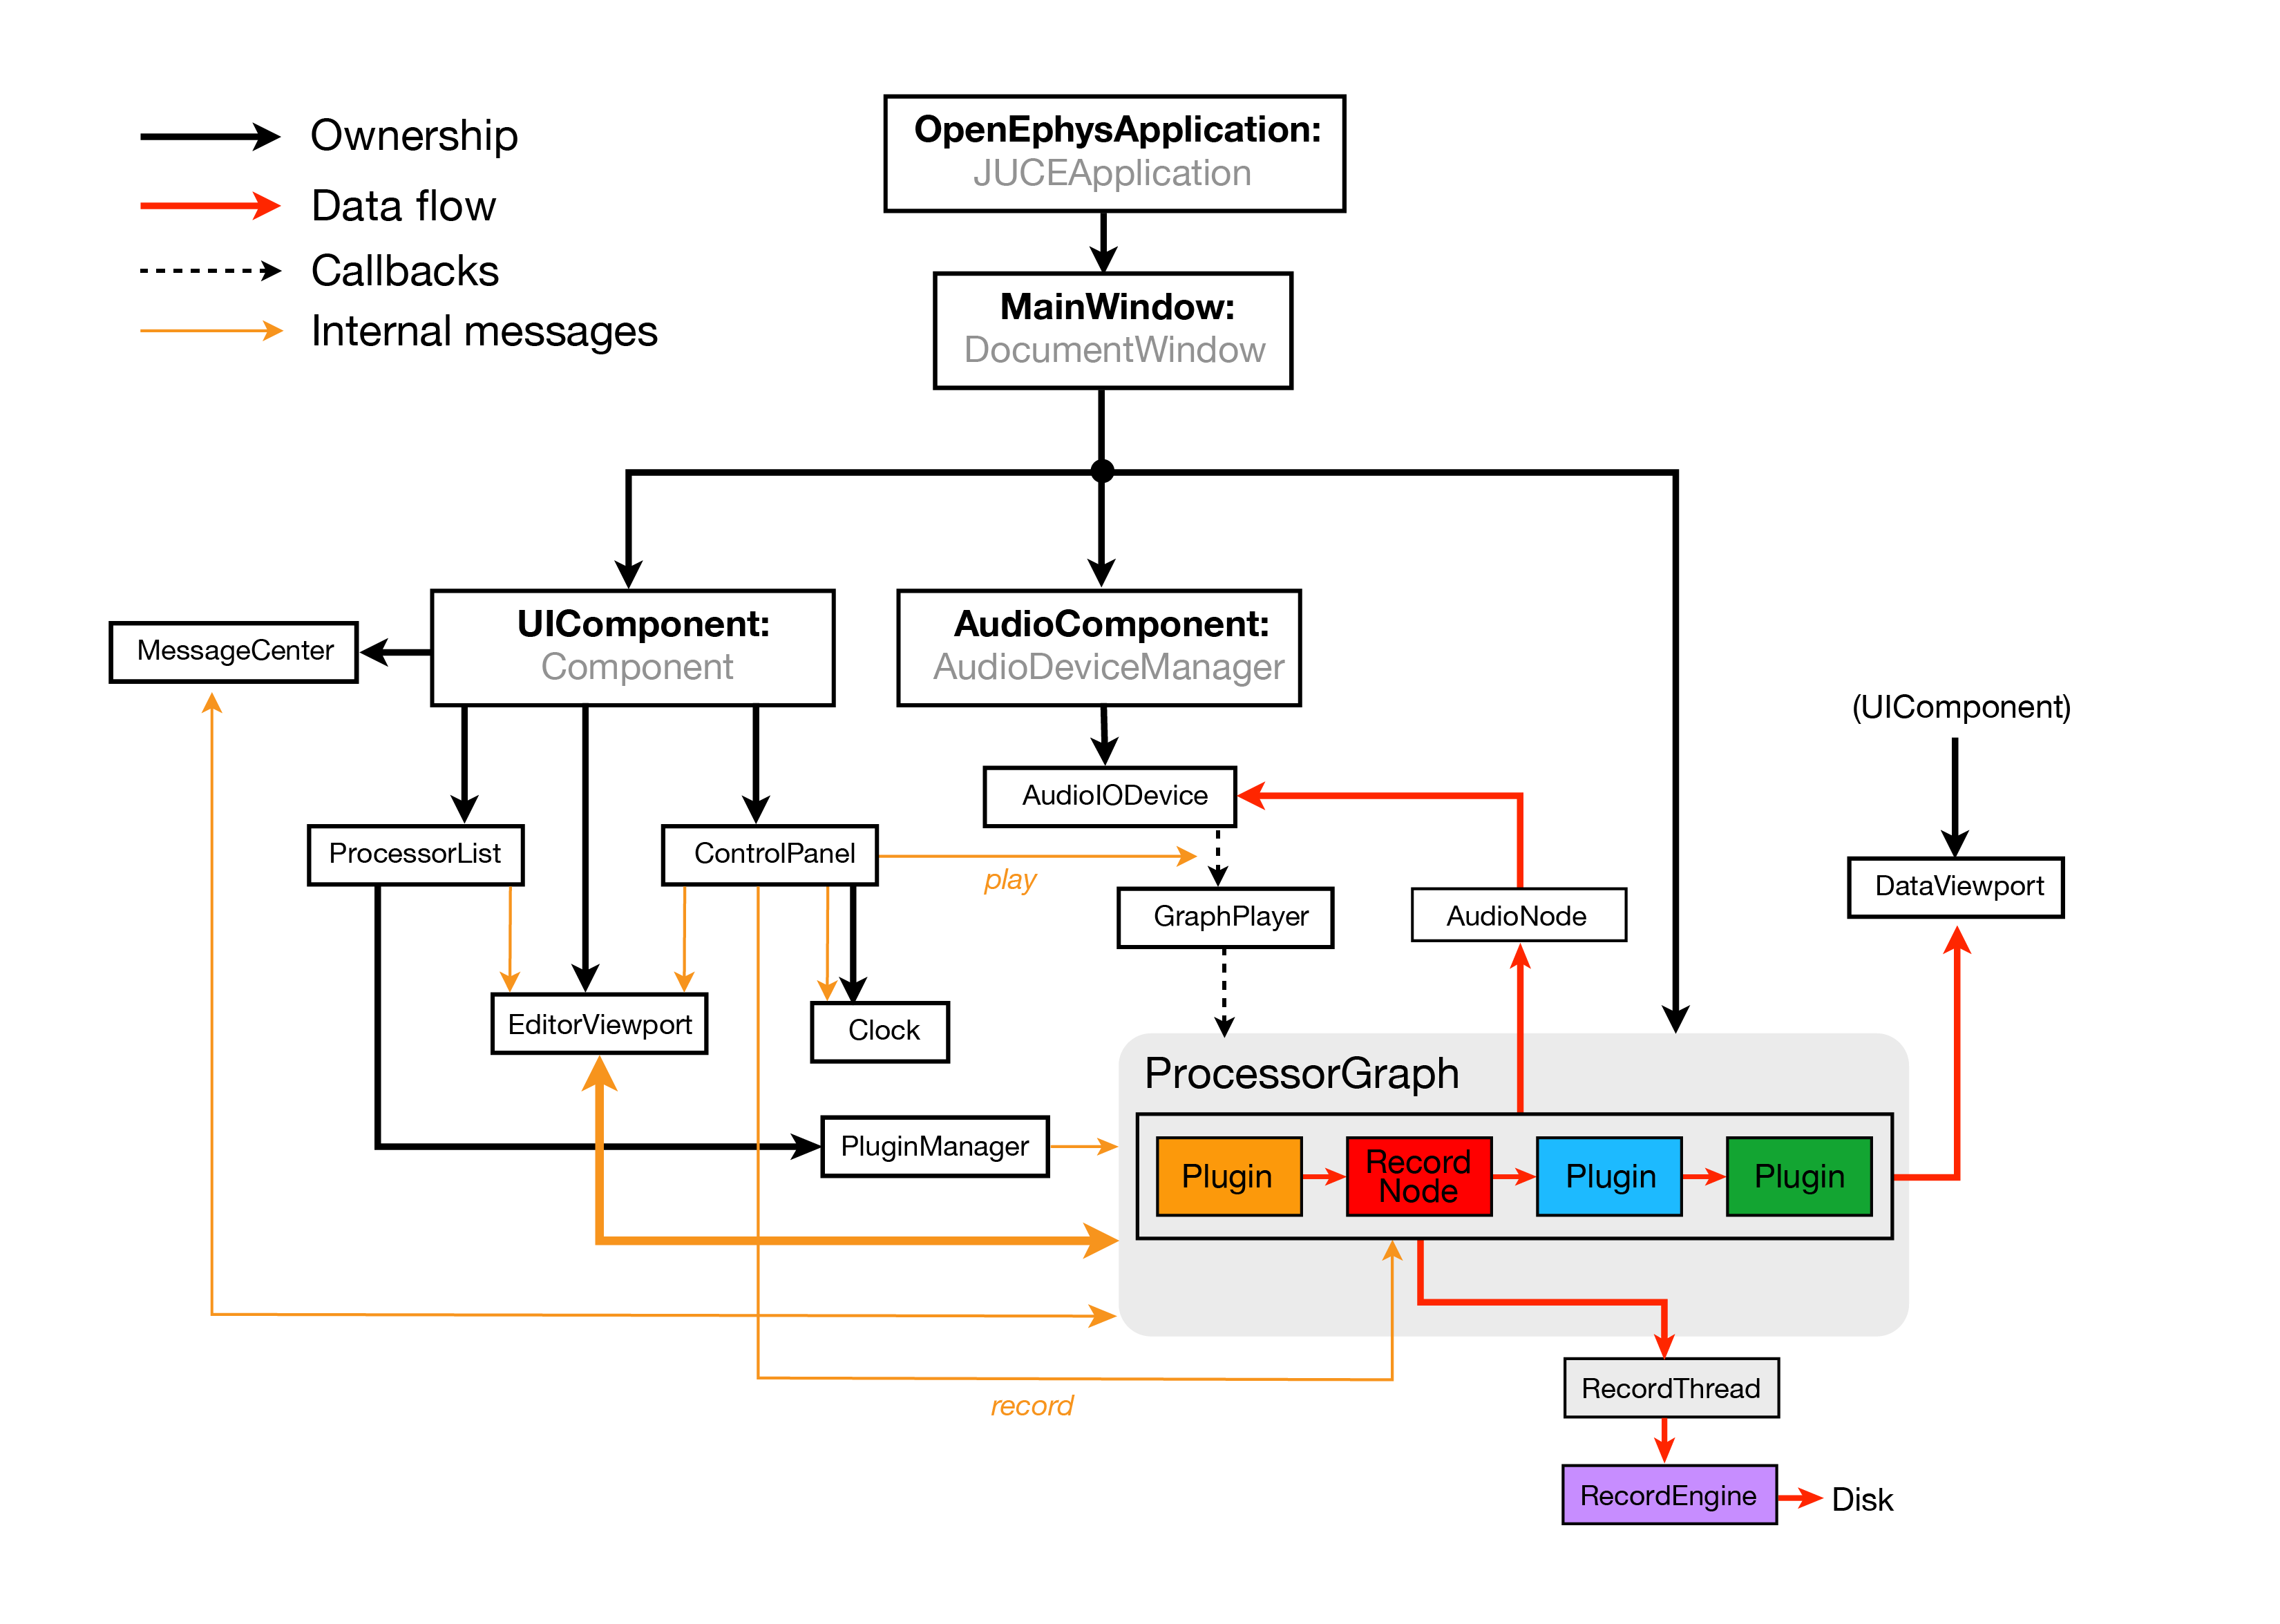 Ownership
Data flow
Callbacks
Internal messages
OpenEphysApplication:
JUCEApplication
MainWindow:
DocumentWindow
MessageCenter
UIComponent:
Component
AudioComponent:
AudioDeviceManager
(UIComponent)
AudioIODevice
ProcessorList
ControlPanel
play
GraphPlayer
AudioNode
DataViewport
EditorViewport
Clock
ProcessorGraph
PluginManager
Plugin
Record
Node
Plugin
Plugin
record
RecordThread
RecordEngine
Disk